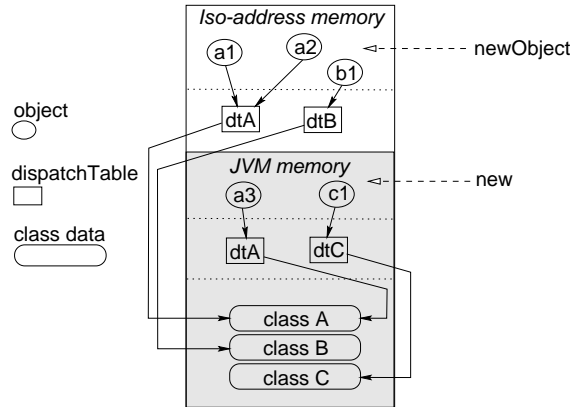 Iso-address memory
a1
a2
newObject
b1
object
dtA
dtB
dispatchTable
JVM memory
new
a3
c1
class data
dtA
dtC
class A
class B
class C